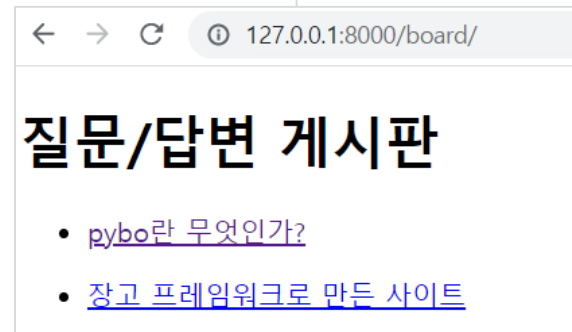 127.0.0.1:8000/board/
질문/답변 게시판
pybo란 무엇인가?
장고 프레임워크로 만든 사이트